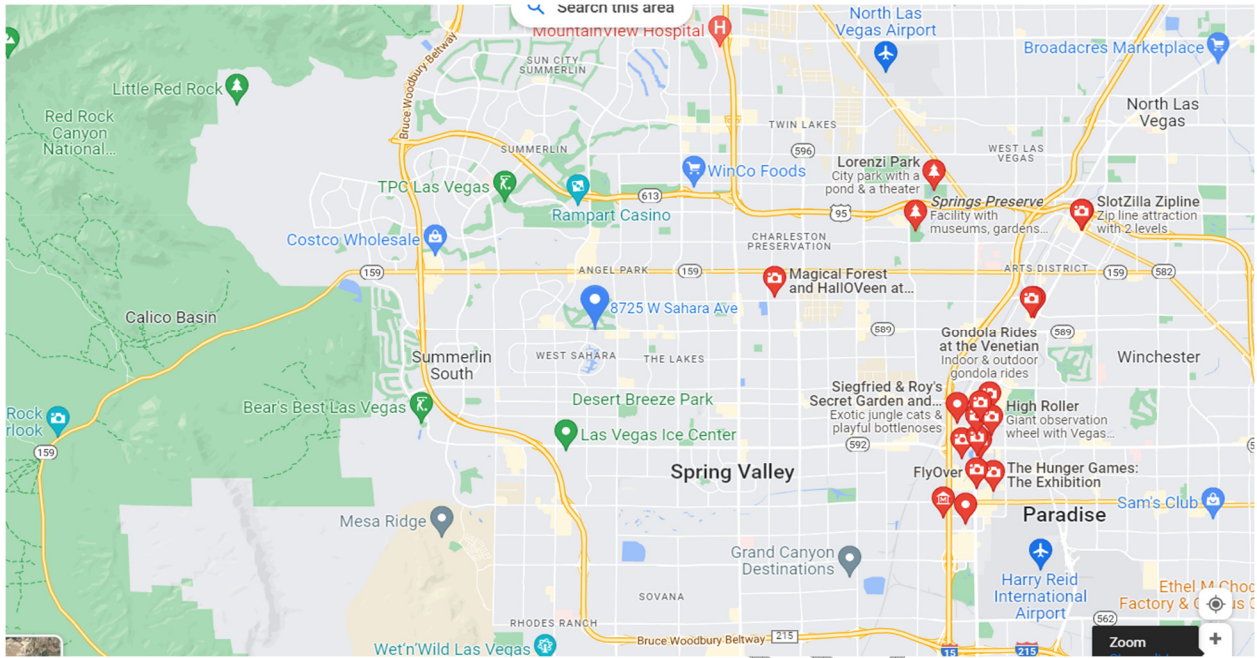 Search this area
MountainView Hospital
North Las
Vegas Airport
Broadacres Marketplace
Bruce Woodbury Beltway
SUN CITY
SUMMERLIN
Little Red Rock
Red Rock
Canyon
National...
North Las
Vegas
TWIN LAKES
596
SUMMERLIN
WEST LAS
VEGAS
Lorenzi Park
City park with a
pond & a theater
WinCo Foods
TPC Las Vegas
613
Rampart Casino
95
Springs Preserve
Facility with
museums, gardens...
SlotZilla Zipline
Zip line attraction
with 2 levels
Costco Wholesale
CHARLESTON
PRESERVATION
159
ANGEL PARK
159
Magical Forest
and HallOVeen at...
ARTS DISTRICT
159
582
8725 W Sahara Ave
Calico Basin
589
589
Gondola Rides
at the Venetian
Indoor & outdoor
gondola rides
Summerlin
South
WEST SAHARA
THE LAKES
Winchester
Siegfried & Roy's
Secret Garden and...
Exotic jungle cats &
playful bottlenoses
Desert Breeze Park
Bear's Best Las Vegas
High Roller
Giant observation
wheel with Vegas...
Rock
rlook
Las Vegas Ice Center
592
159
Spring Valley
FlyOver
The Hunger Games:
The Exhibition
Sam's Club
Mesa Ridge
Paradise
Grand Canyon
Destinations
Harry Reid
International
Airport
SOVANA
Ethel M Choc
Factory & C
562
RHODES RANCH
Bruce Woodbury Beltway
215
Wet'n'Wild Las Vegas
15
215
Zoom